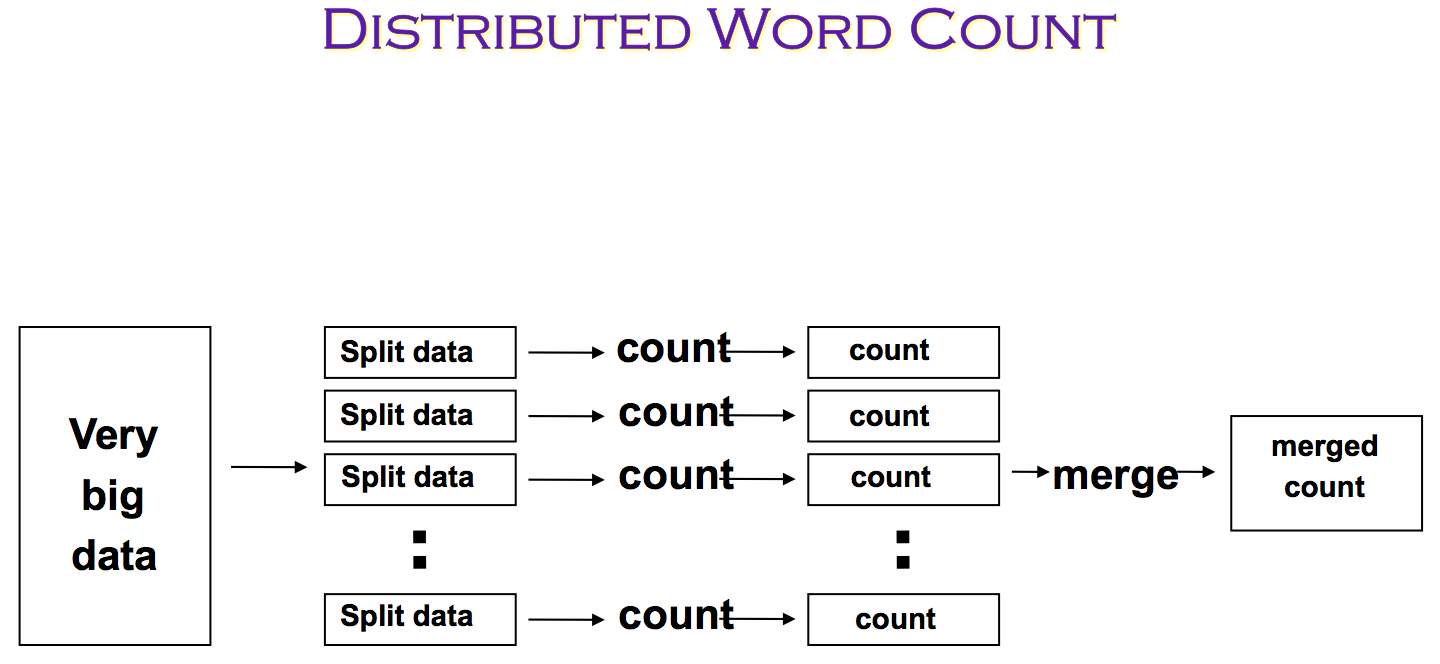 DISTRIBUTED WORD COUNT
Very
big
data
Split data
count
count
Split data
count
count
Split data
count
count
:
:
Split data
count
count
merge
merged
count